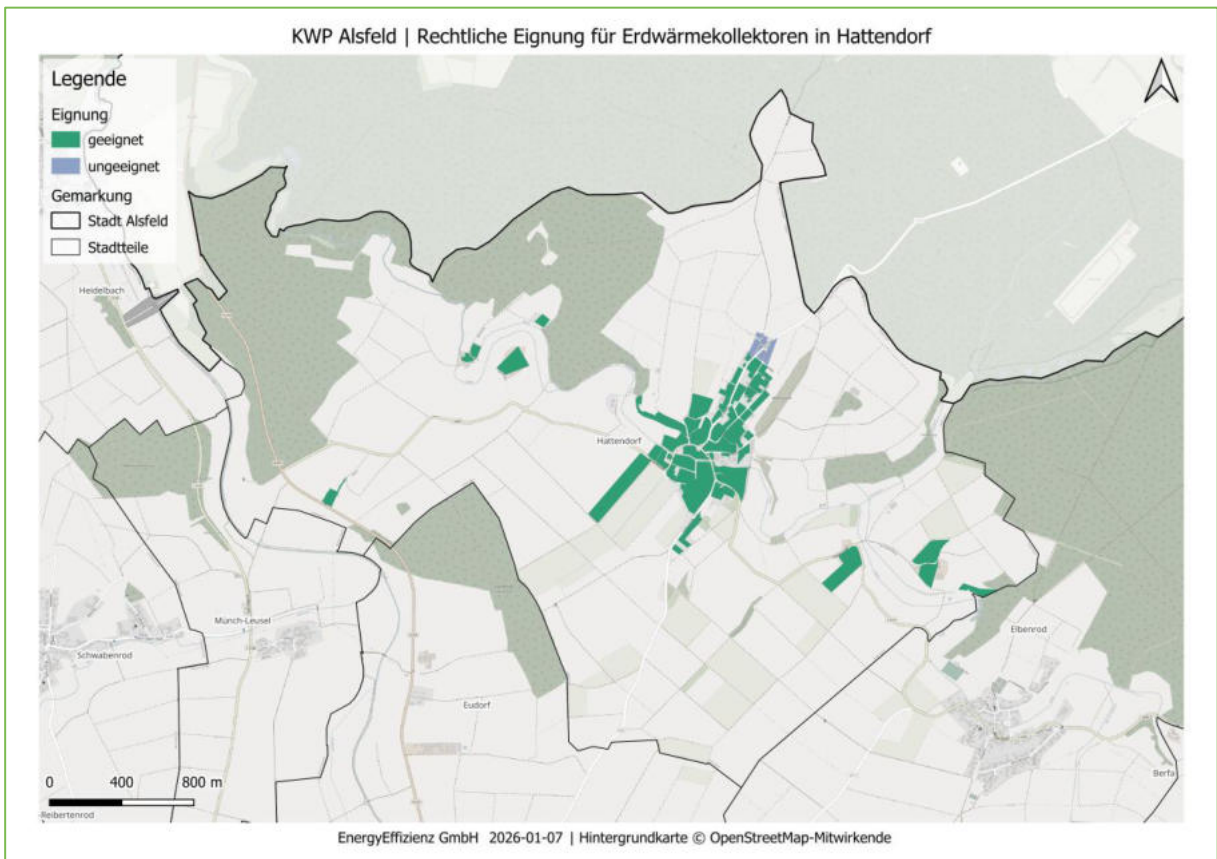 KWP Alsfeld | Rechtliche Eignung für Erdwärmekollektoren in Hattendorf
Legende
Eignung
geeignet
ungeeignet
Gemarkung
Stadt Alsfeld
Stadtteile
Heidelbach
Hattendorf
Münch-Leusel
Schwabenrod
Elbenrod
Eudorf
Berfa
0 400 800 m
-Reibertenrod
EnergyEffizienz GmbH 2026-01-07 | Hintergrundkarte © OpenStreetMap-Mitwirkende